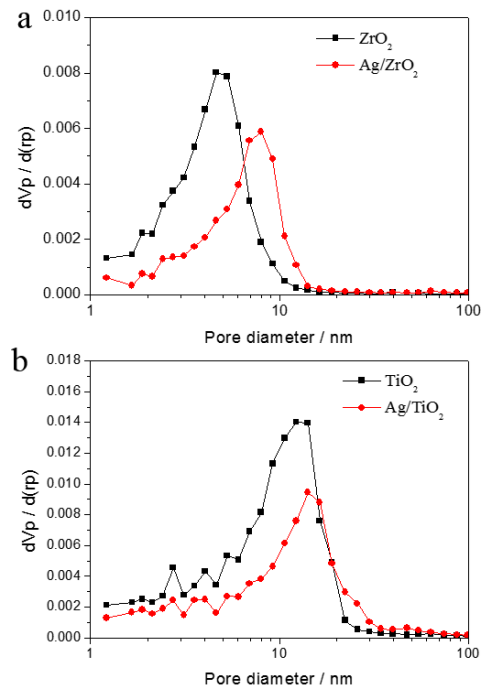 a
0.010
0.008
0.006
0.004
0.002
0.000
dVp / d(rp)
ZrO₂
Ag/ZrO₂
1
10
100
Pore diameter / nm
b
0.018
0.016
0.014
0.012
0.010
0.008
0.006
0.004
0.002
0.000
dVp / d(rp)
TiO₂
Ag/TiO₂
1
10
100
Pore diameter / nm